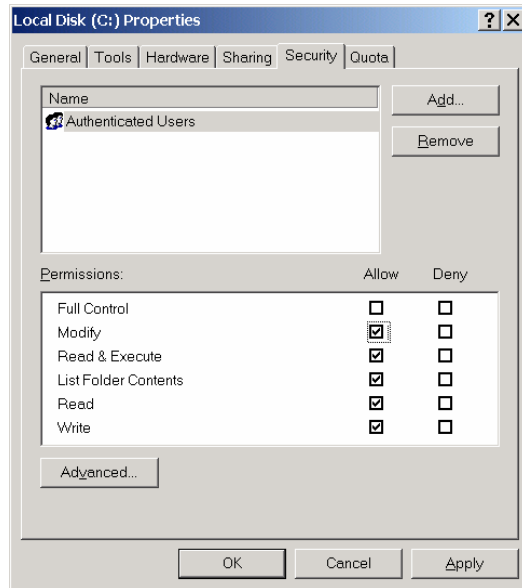 Local Disk (C:) Properties ? X
General Tools Hardware Sharing Security Quota
Name
Add...
Authenticated Users
Remove
Permissions: Allow Deny
Full Control
Modify
Read & Execute
List Folder Contents
Read
Write
Advanced...
OK Cancel Apply